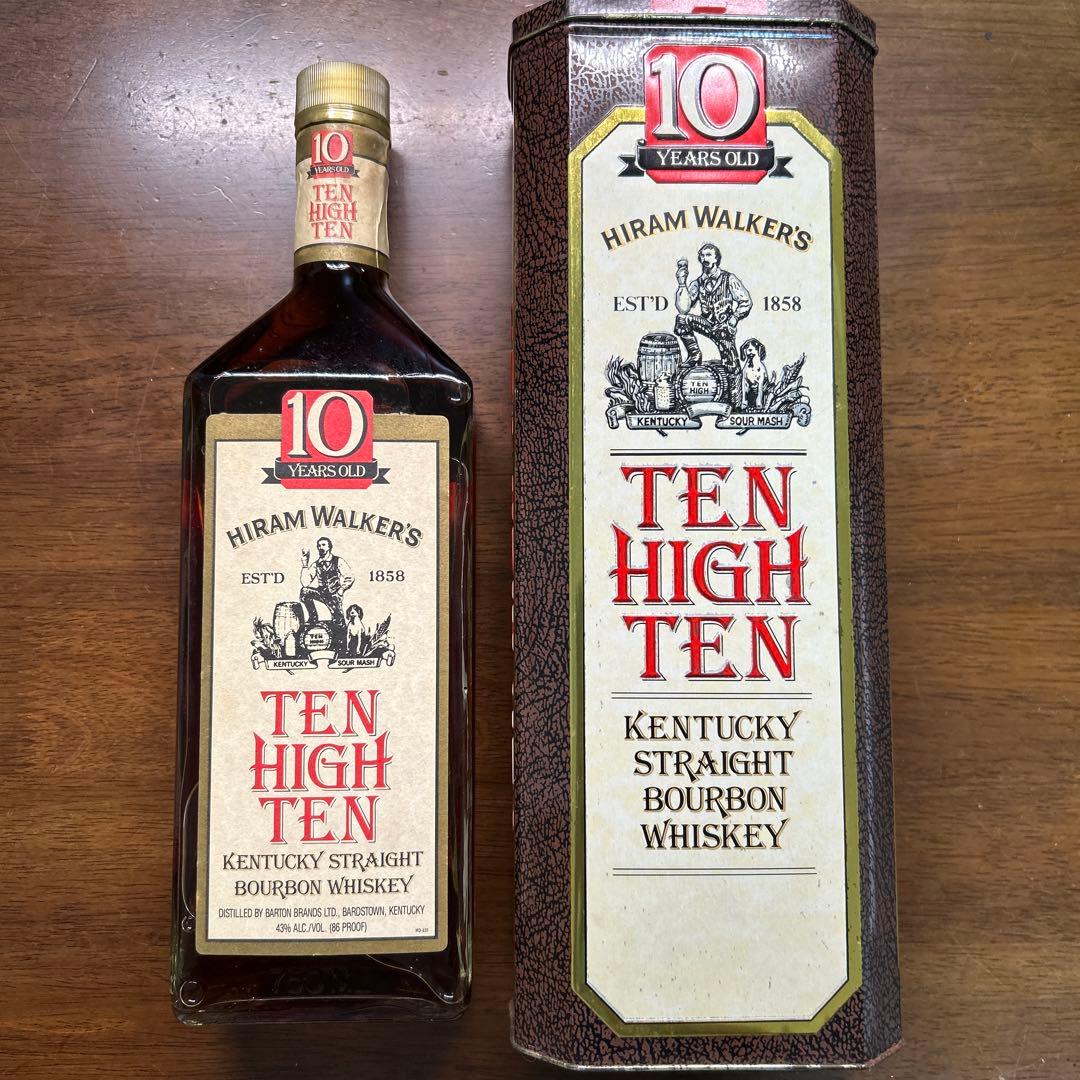 10
YEARS OLD
TEN
HIGH
TEN
10
YEARS OLD
HIRAM WALKER'S
EST'D 1858
TEN
HIGH
KENTUCKY SOUR MASH
TEN
HIGH
TEN
KENTUCKY STRAIGHT
BOURBON WHISKEY
DISTILLED BY BARTON BRANDS LTD., BARDSTOWN, KENTUCKY
43% ALC./VOL. (86 PROOF)
10
YEARS OLD
HIRAM WALKER'S
EST'D 1858
TEN
HIGH
KENTUCKY SOUR MASH
TEN
HIGH
TEN
KENTUCKY
STRAIGHT
BOURBON
WHISKEY